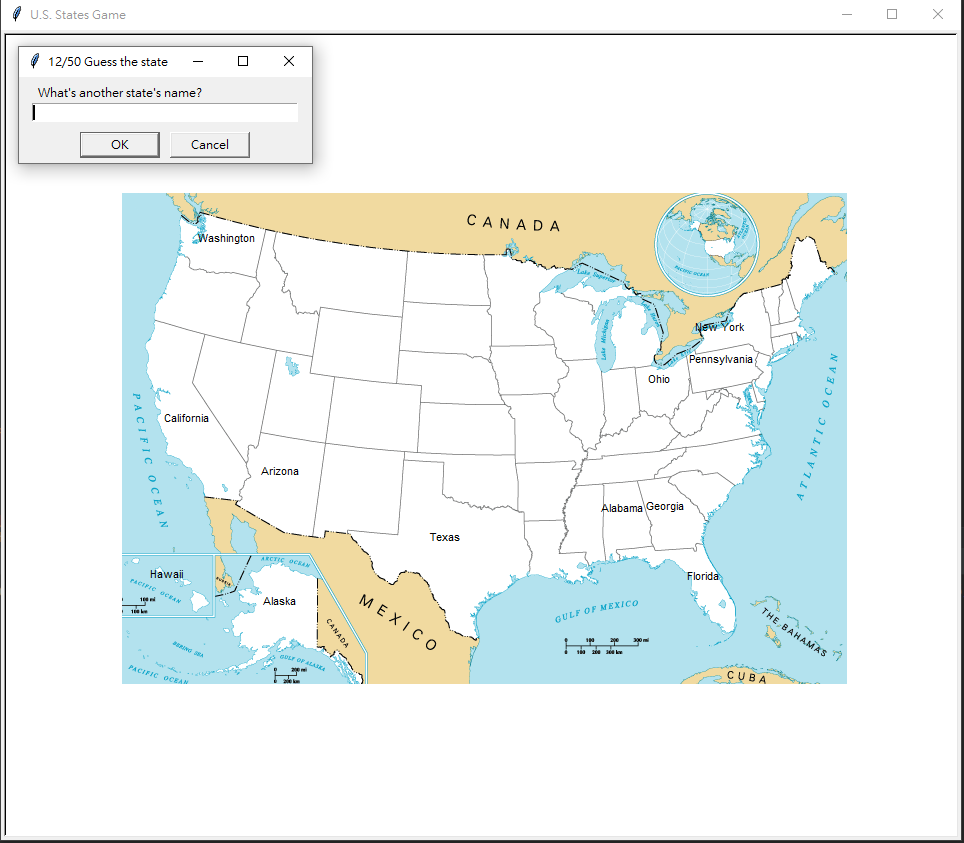 U.S. States Game
12/50 Guess the state
What's another state's name?
OK
Cancel
CANADA
Washington
Lake Superior
Lake Michigan
PACIFIC OCEAN
New York
Pennsylvania
Ohio
California
Arizona
Alabama
Georgia
Texas
Florida
PACIFIC OCEAN
ATLANTIC OCEAN
Hawaii
PACIFIC OCEAN
100 mi
100 km
RUSSIA
ARCTIC OCEAN
Alaska
CANADA
BERING SEA
GULF OF ALASKA
PACIFIC OCEAN
0 200 mi
0 200 km
MEXICO
GULF OF MEXICO
0 100 200 300 mi
0 100 200 300 km
THE BAHAMAS
CUBA